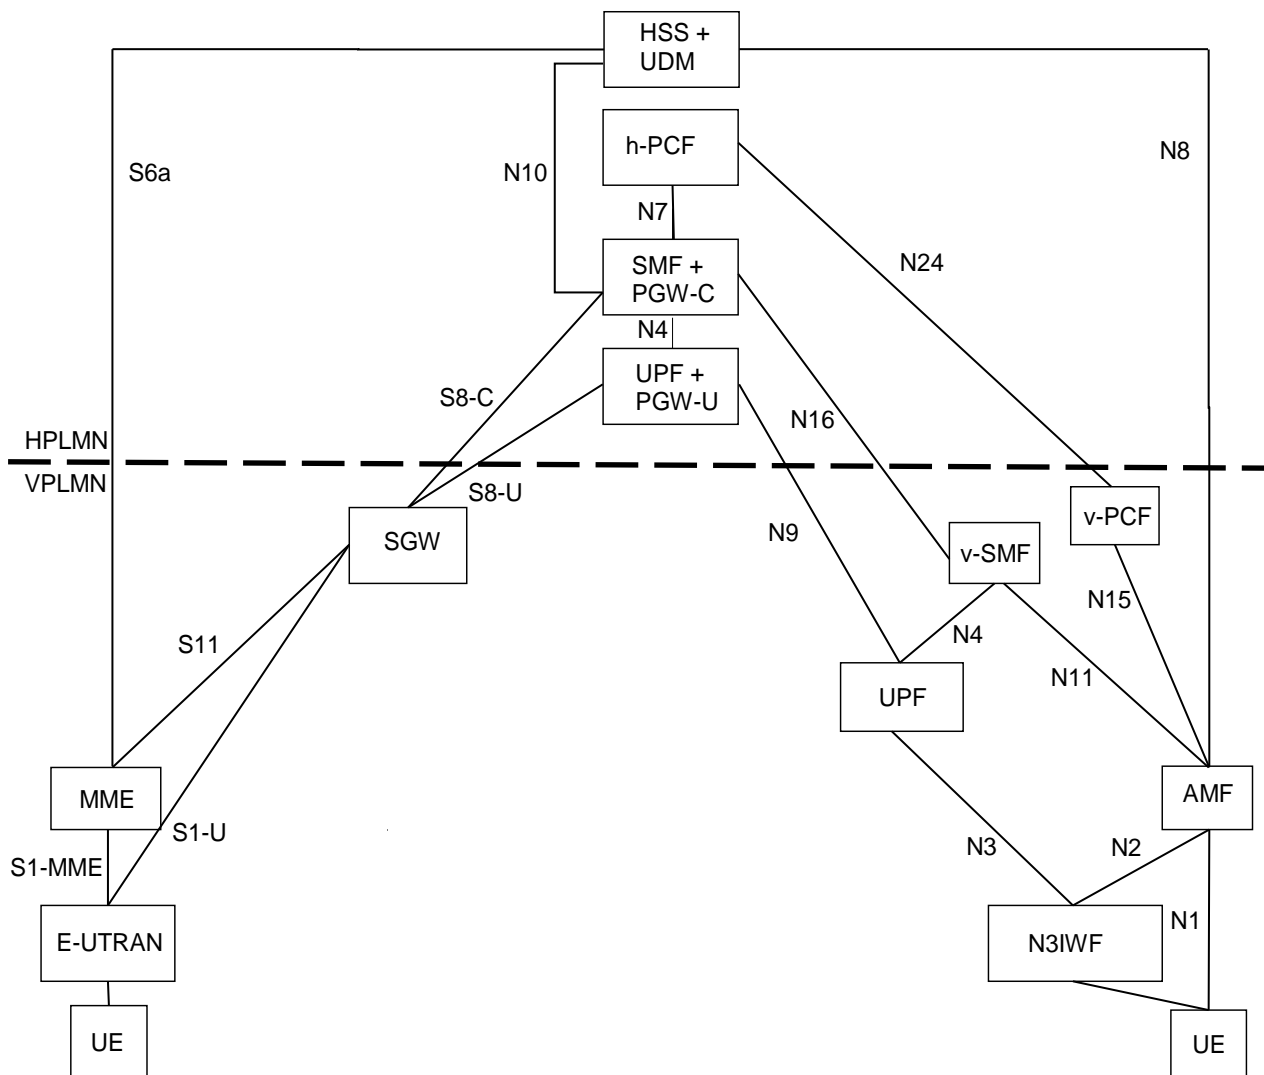 HSS +
UDM
h-PCF
N8
S6a
N10
N7
N24
SMF +
PGW-C
N4
UPF +
PGW-U
S8-C
N16
HPLMN
VPLMN
S8-U
v-PCF
SGW
N9
v-SMF
N15
S11
N4
N11
UPF
MME
AMF
S1-U
N3
N2
S1-MME
N1
E-UTRAN
N3IWF
UE
UE